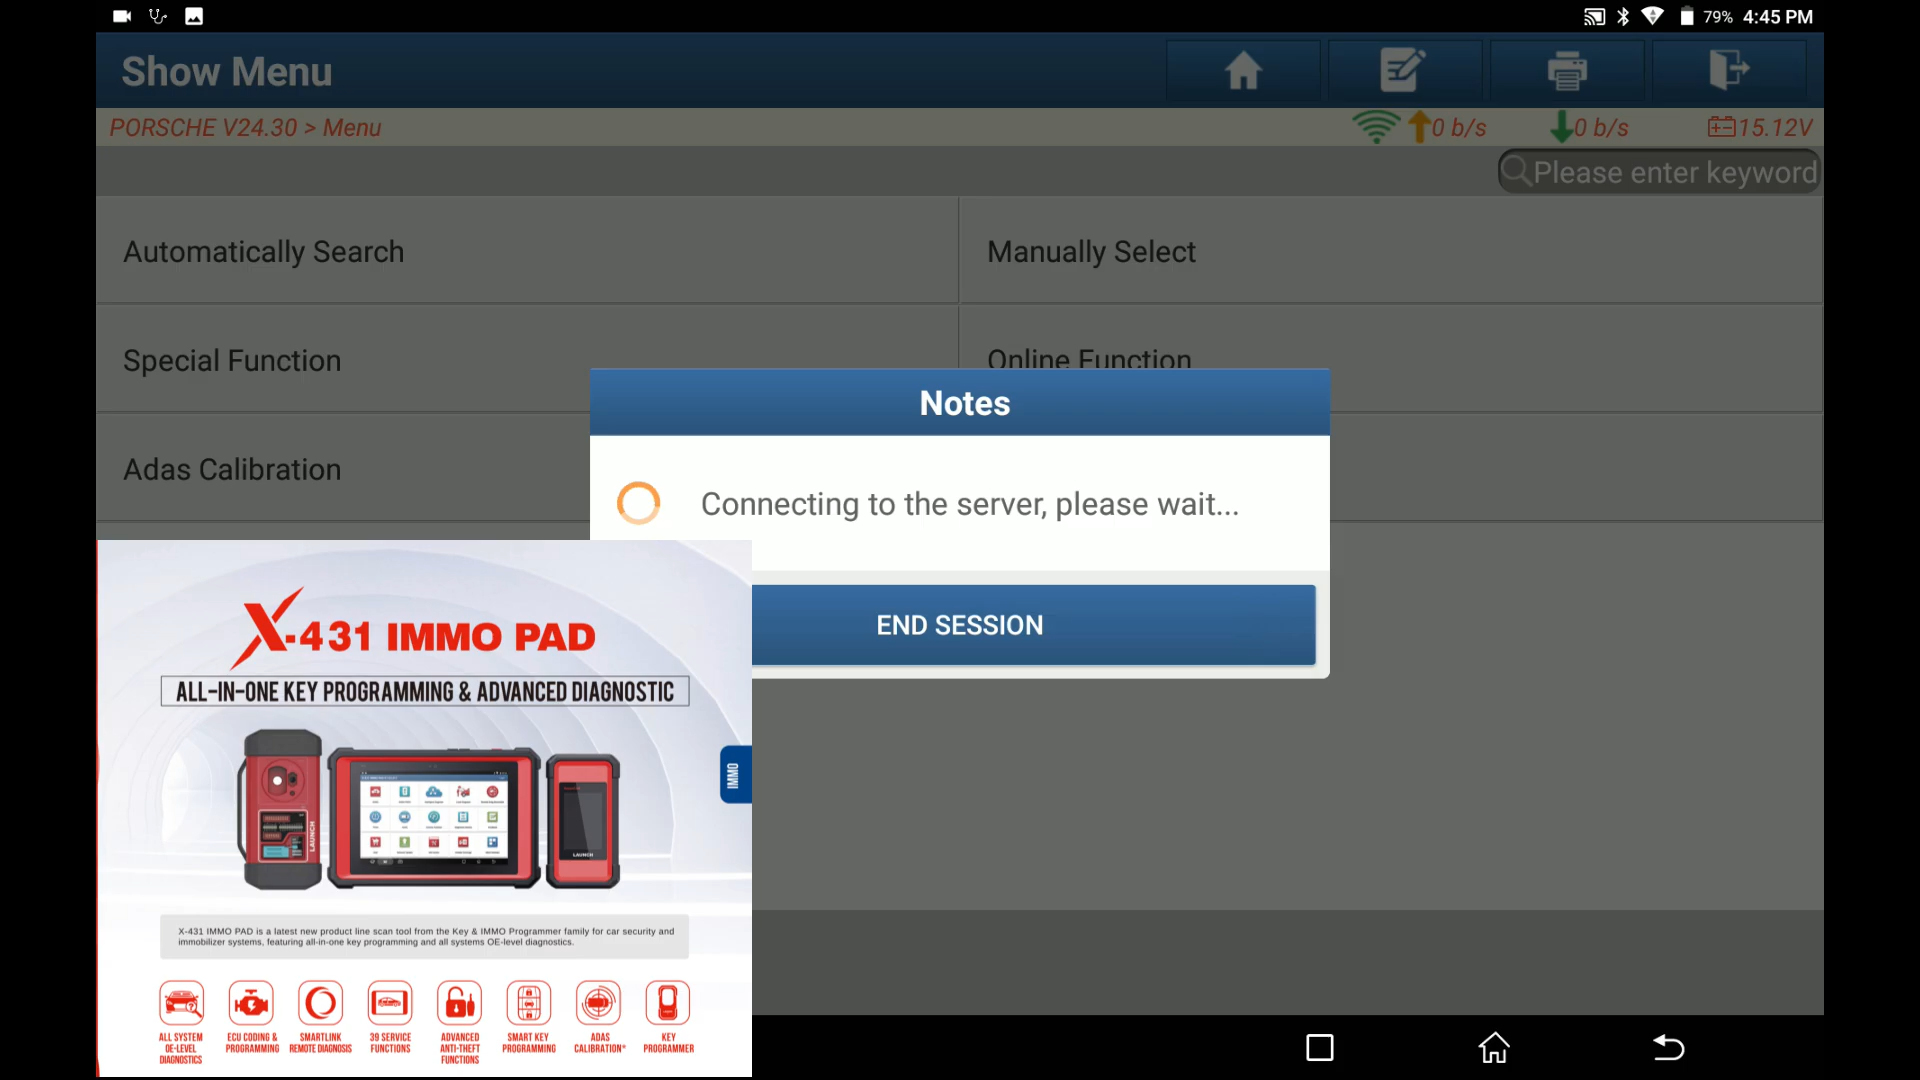 79% 4:45 PM
Show Menu
PORSCHE V24.30 > Menu
0 b/s
0 b/s
15.12V
Please enter keyword
Automatically Search
Manually Select
Special Function
Online Function
Adas Calibration
Notes
Connecting to the server, please wait...
END SESSION
X-431 IMMO PAD
ALL-IN-ONE KEY PROGRAMMING & ADVANCED DIAGNOSTIC
IMMO
LAUNCH
LAUNCH
X-431 IMMO PAD is a latest new product line scan tool from the Key & IMMO Programmer family for car security and
immobilizer systems, featuring all-in-one key programming and all systems OE-level diagnostics.
ALL SYSTEM
OE-LEVEL
DIAGNOSTICS
ECU CODING &
PROGRAMMING
SMARTLINK
REMOTE DIAGNOSIS
39 SERVICE
FUNCTIONS
ADVANCED
ANTI-THEFT
FUNCTIONS
SMART KEY
PROGRAMMING
ADAS
CALIBRATION*
KEY
PROGRAMMER